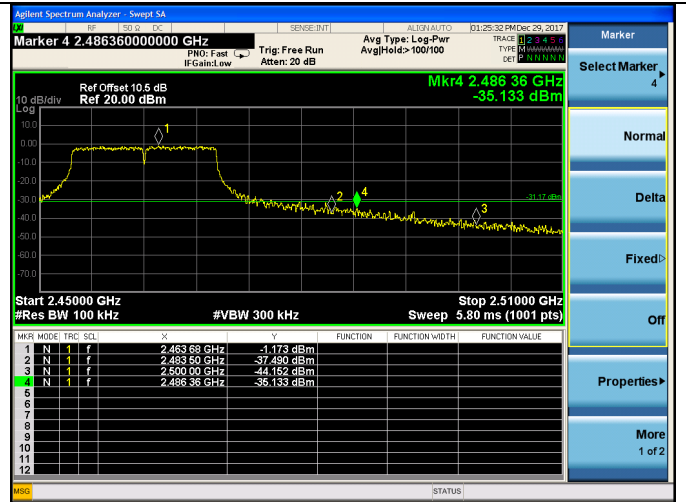 Agilent Spectrum Analyzer - Swept SA
RF 50 Ω DC SENSE:INT ALIGNAUTO 01:25:32 PM Dec 29, 2017
Marker 4 2.486360000000 GHz
PNO: Fast Trig: Free Run Avg Type: Log-Pwr TRACE 1 2 3 4 5 6
IFGain:Low Atten: 20 dB Avg|Hold:>100/100 TYPE M
DET P N N N N N
Mkr4 2.486 36 GHz
-35.133 dBm
Ref Offset 10.5 dB
10 dB/div Ref 20.00 dBm
Log
10.0
0.00
-10.0
-20.0
-30.0
-40.0
-50.0
-60.0
-70.0
1
2
4
3
-31.17 dBm
Start 2.45000 GHz Stop 2.51000 GHz
#Res BW 100 kHz #VBW 300 kHz Sweep 5.80 ms (1001 pts)
MKR MODE TRC SCL X Y FUNCTION FUNCTION WIDTH FUNCTION VALUE
1 N 1 f 2.463 68 GHz -1.173 dBm
2 N 1 f 2.483 50 GHz -37.490 dBm
3 N 1 f 2.500 00 GHz -44.152 dBm
4 N 1 f 2.486 36 GHz -35.133 dBm
5
6
7
8
9
10
11
12
MSG STATUS
Marker
Select Marker
4
Normal
Delta
Fixed
Off
Properties
More
1 of 2